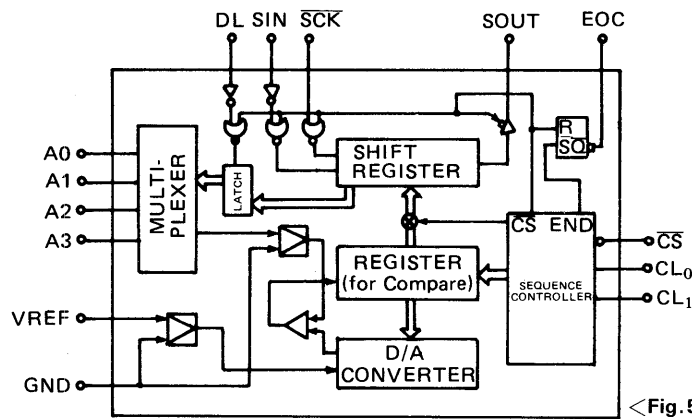 DL SIN SCK SOUT EOC
A0
A1
A2
A3
MULTI-
PLEXER
LATCH
SHIFT
REGISTER
R
SQ
CS END
CS
CL0
CL1
REGISTER
(for Compare)
SEQUENCE
CONTROLLER
VREF
GND
D/A
CONVERTER
<Fig.5